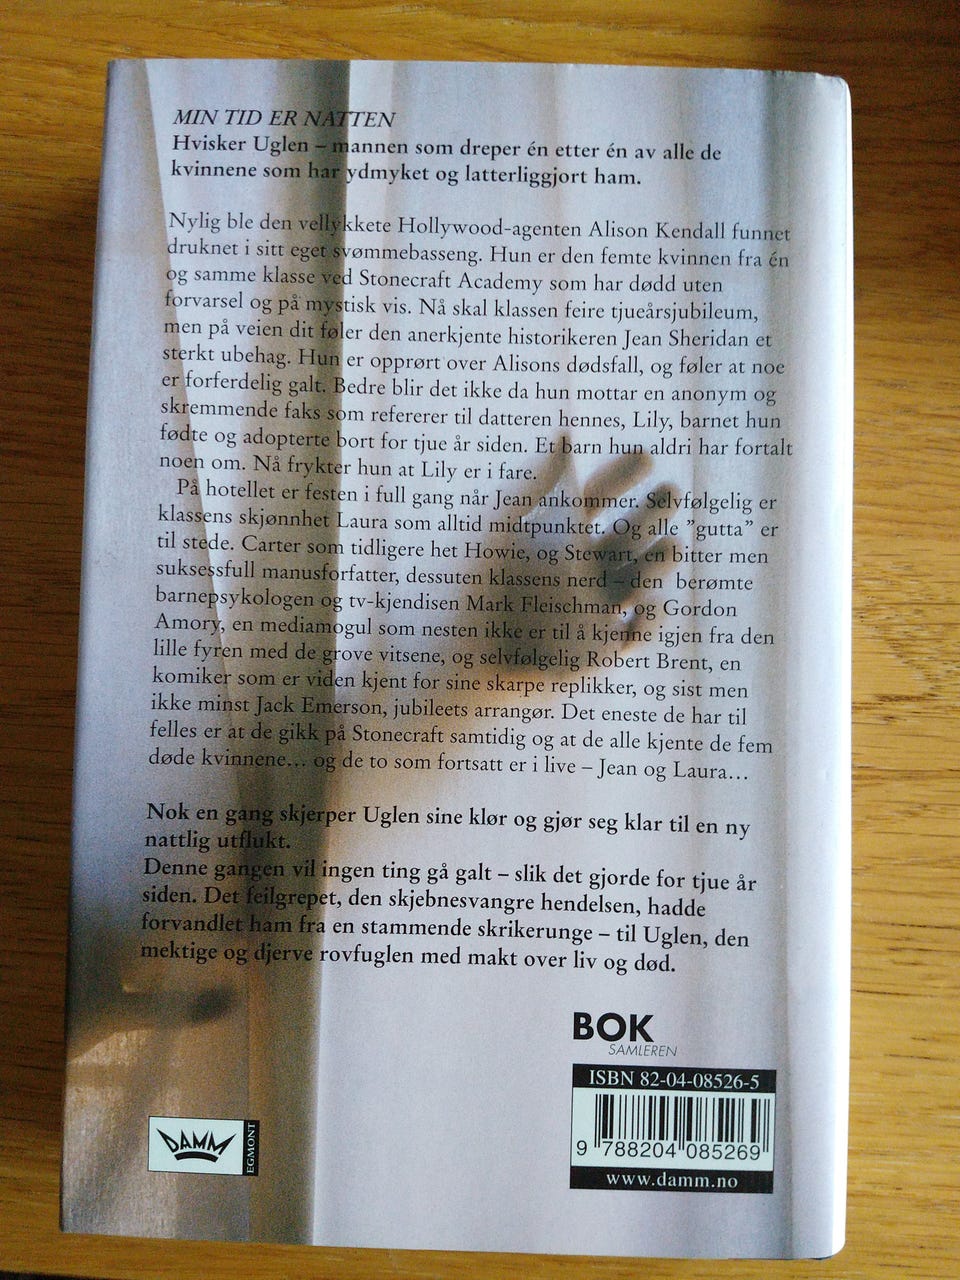 MIN TID ER NATTEN
Hvisker Uglen – mannen som dreper én etter én av alle de
kvinnene som har ydmyket og latterliggjort ham.
Nylig ble den vellykkete Hollywood-agenten Alison Kendall funnet
druknet i sitt eget svømmebasseng. Hun er den femte kvinnen fra én
og samme klasse ved Stonecraft Academy som har dødd uten
forvarsel og på mystisk vis. Nå skal klassen feire tjueårsjubileum,
men på veien dit føler den anerkjente historikeren Jean Sheridan et
sterkt ubehag. Hun er opprørt over Alisons dødsfall, og føler at noe
er forferdelig galt. Bedre blir det ikke da hun mottar en anonym og
skremmende faks som refererer til datteren hennes, Lily, barnet hun
fødte og adopterte bort for tjue år siden. Et barn hun aldri har fortalt
noen om. Nå frykter hun at Lily er i fare.
På hotellet er festen i full gang når Jean ankommer. Selvfølgelig er
klassens skjønnhet Laura som alltid midtpunktet. Og alle ”gutta” er
til stede. Carter som tidligere het Howie, og Stewart, en bitter men
suksessfull manusforfatter, dessuten klassens nerd – den berømte
barnepsykologen og tv-kjendisen Mark Fleischman, og Gordon
Amory, en mediamogul som nesten ikke er til å kjenne igjen fra den
lille fyren med de grove vitsene, og selvfølgelig Robert Brent, en
komiker som er viden kjent for sine skarpe replikker, og sist men
ikke minst Jack Emerson, jubileets arrangør. Det eneste de har til
felles er at de gikk på Stonecraft samtidig og at de alle kjente de fem
døde kvinnene… og de to som fortsatt er i live – Jean og Laura…
Nok en gang skjerper Uglen sine klør og gjør seg klar til en ny
nattlig utflukt.
Denne gangen vil ingen ting gå galt – slik det gjorde for tjue år
siden. Det feilgrepet, den skjebnesvangre hendelsen, hadde
forvandlet ham fra en stammende skrikerunge – til Uglen, den
mektige og djerve rovfuglen med makt over liv og død.
BOK
SAMLEREN
ISBN 82-04-08526-5
9 788204 085269
www.damm.no
DAMM
EGMONT